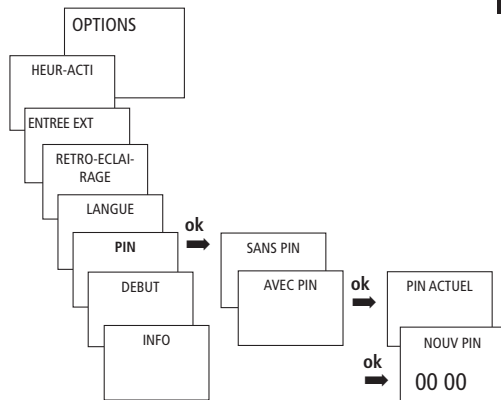 OPTIONS
HEUR-ACTI
ENTREE EXT
RETRO-ECLAI-
RAGE
LANGUE
ok
PIN
SANS PIN
DEBUT
AVEC PIN
ok
PIN ACTUEL
INFO
NOUV PIN
ok
00 00